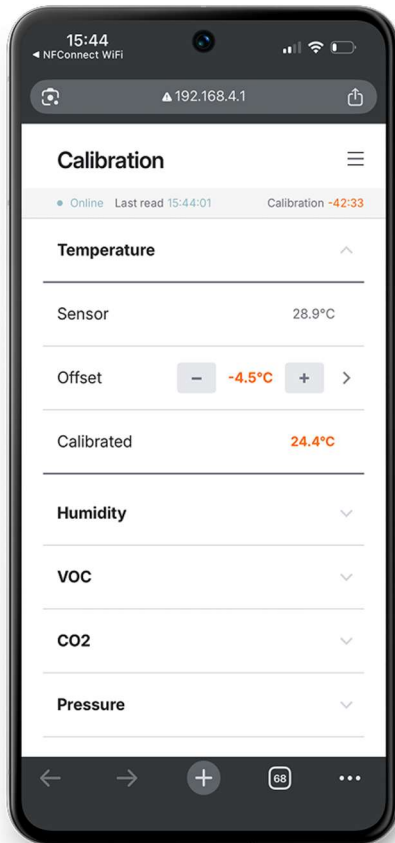 15:44
◀ NFConnect WiFi
192.168.4.1
Calibration
Online Last read 15:44:01 Calibration -42:33
Temperature
Sensor 28.9°C
Offset − -4.5°C + >
Calibrated 24.4°C
Humidity
VOC
CO2
Pressure
68